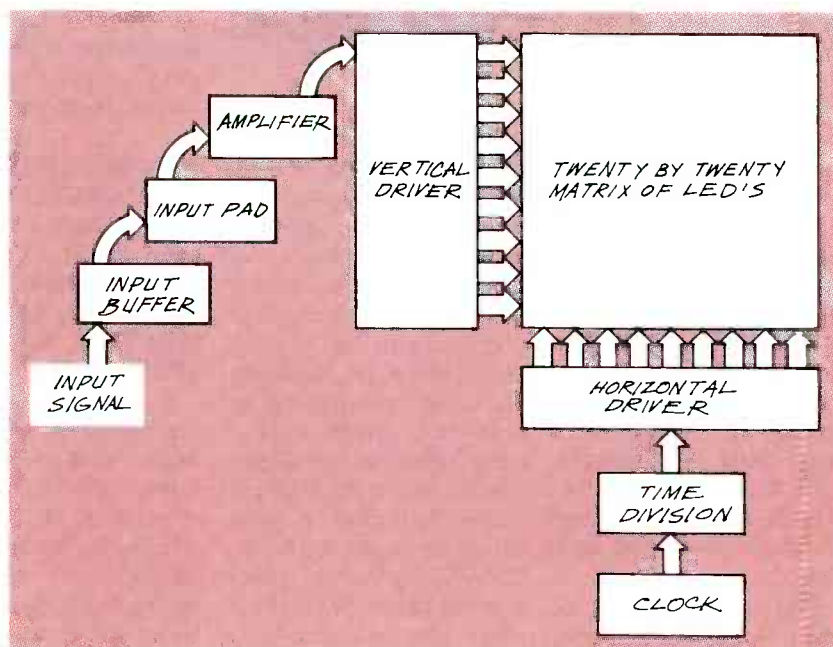 AMPLIFIER
INPUT PAD
INPUT
BUFFER
INPUT
SIGNAL
VERTICAL
DRIVER
TWENTY BY TWENTY
MATRIX OF LED'S
HORIZONTAL
DRIVER
TIME
DIVISION
CLOCK